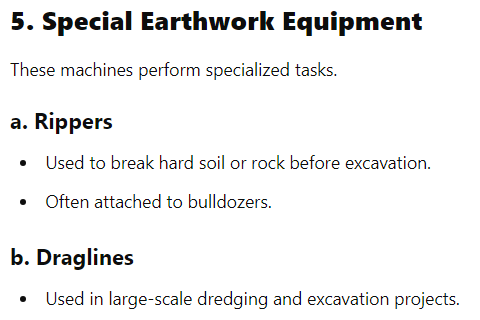 5. Special Earthwork Equipment
These machines perform specialized tasks.
a. Rippers
• Used to break hard soil or rock before excavation.
• Often attached to bulldozers.
b. Draglines
• Used in large-scale dredging and excavation projects.